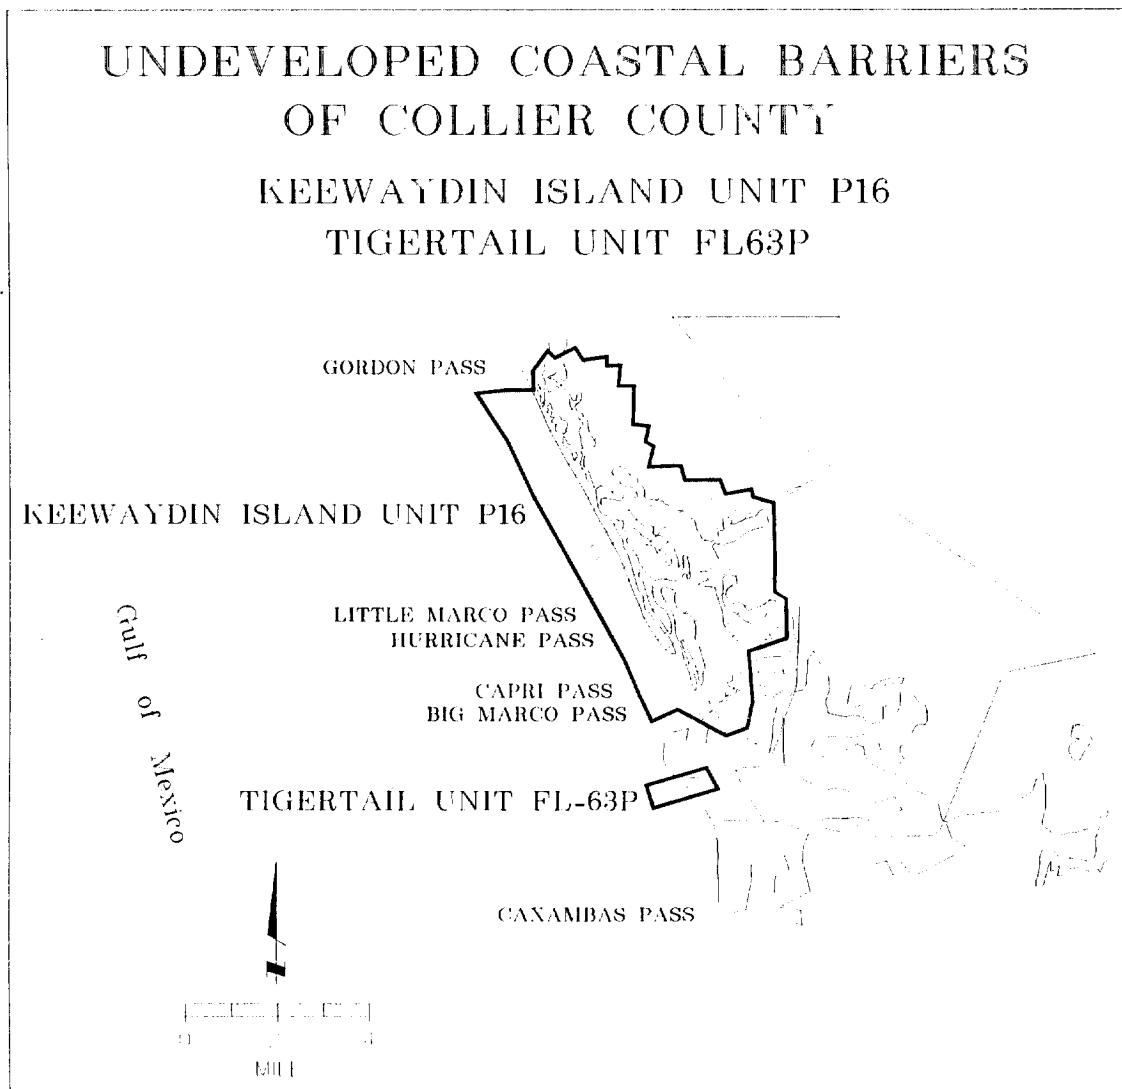 UNDEVELOPED COASTAL BARRIERS
OF COLLIER COUNTY
KEEWAYDIN ISLAND UNIT P16
TIGERTAIL UNIT FL63P
GORDON PASS
KEEWAYDIN ISLAND UNIT P16
LITTLE MARCO PASS
HURRICANE PASS
CAPRI PASS
BIG MARCO PASS
Gulf of Mexico
TIGERTAIL UNIT FL-63P
CAXAMBAS PASS
0
MILE